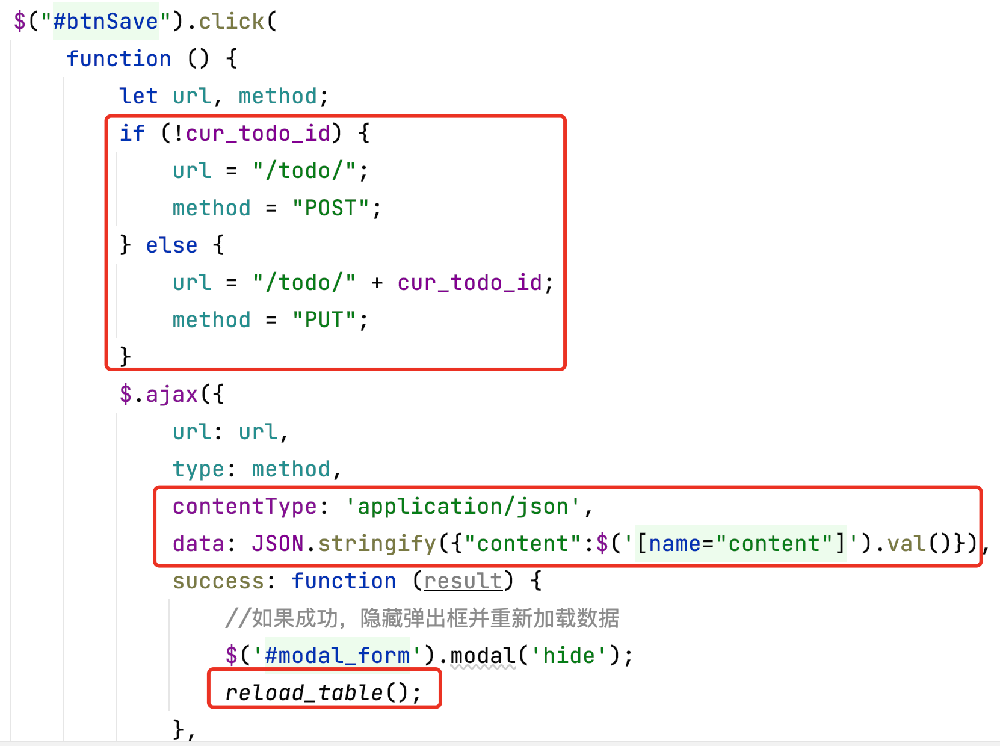 $("#btnSave").click(
    function () {
        let url, method;
        if (!cur_todo_id) {
            url = "/todo/";
            method = "POST";
        } else {
            url = "/todo/" + cur_todo_id;
            method = "PUT";
        }
        $.ajax({
            url: url,
            type: method,
            contentType: 'application/json',
            data: JSON.stringify({"content":$('[name="content"]').val()}),
            success: function (result) {
                //如果成功，隐藏弹出框并重新加载数据
                $('#modal_form').modal('hide');
                reload_table();
            },